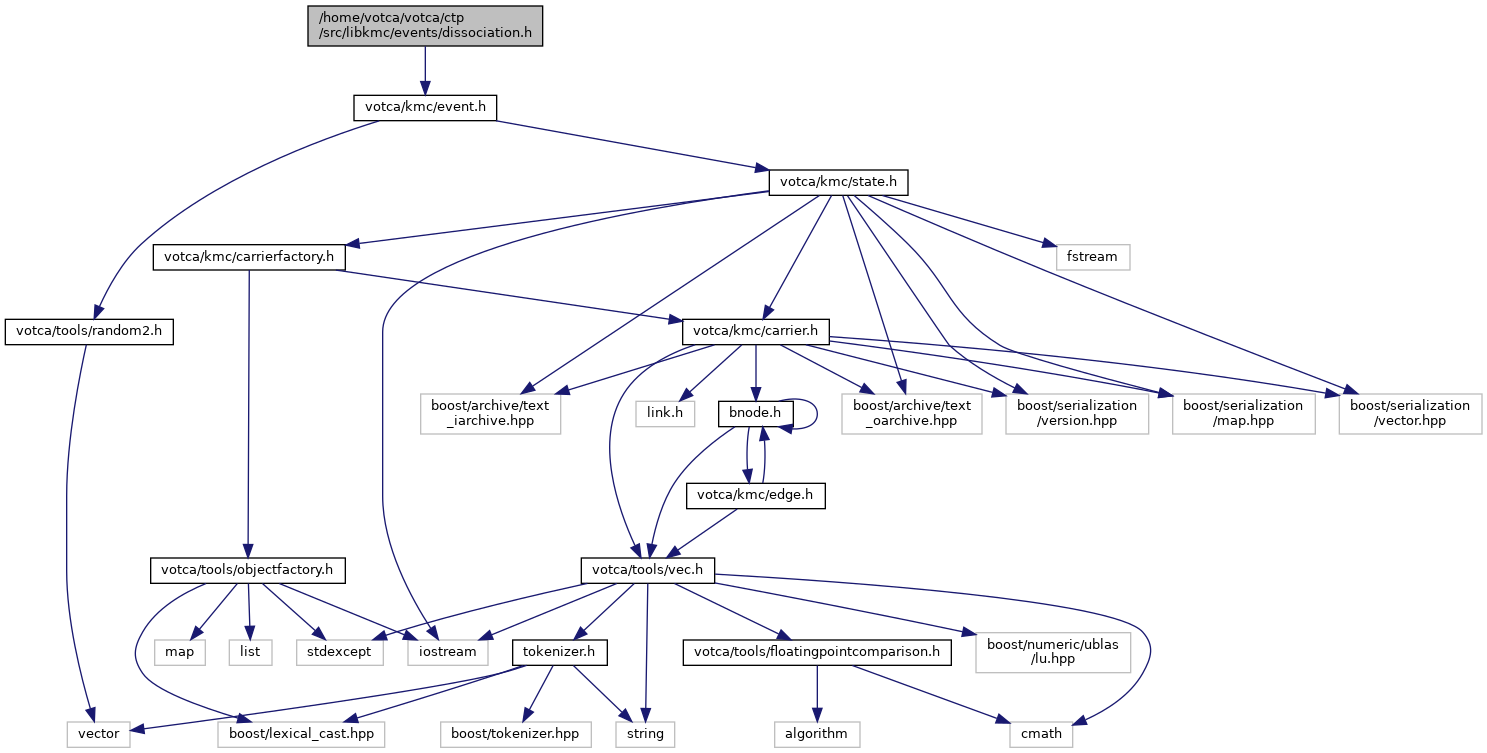 /home/votca/votca/ctp
/src/libkmc/events/dissociation.h
votca/kmc/event.h
votca/kmc/state.h
votca/kmc/carrierfactory.h
fstream
votca/tools/random2.h
votca/kmc/carrier.h
boost/archive/text
_iarchive.hpp
link.h
bnode.h
boost/archive/text
_oarchive.hpp
boost/serialization
/version.hpp
boost/serialization
/map.hpp
boost/serialization
/vector.hpp
votca/kmc/edge.h
votca/tools/objectfactory.h
votca/tools/vec.h
map
list
stdexcept
iostream
tokenizer.h
votca/tools/floatingpointcomparison.h
boost/numeric/ublas
/lu.hpp
vector
boost/lexical_cast.hpp
boost/tokenizer.hpp
string
algorithm
cmath